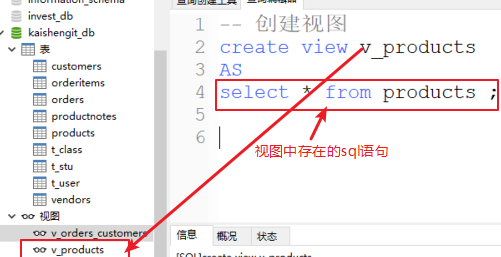 information_schema
invest_db
kaishengit_db
表
customers
orderitems
orders
productnotes
products
t_class
t_stu
t_user
vendors
视图
v_orders_customers
v_products
查询创建工具
查询编辑器
1 -- 创建视图
2 create view v_products
3 AS
4 select * from products ;
5
6
视图中存在的sql语句
信息
概况
状态
[SQL]create view v_products